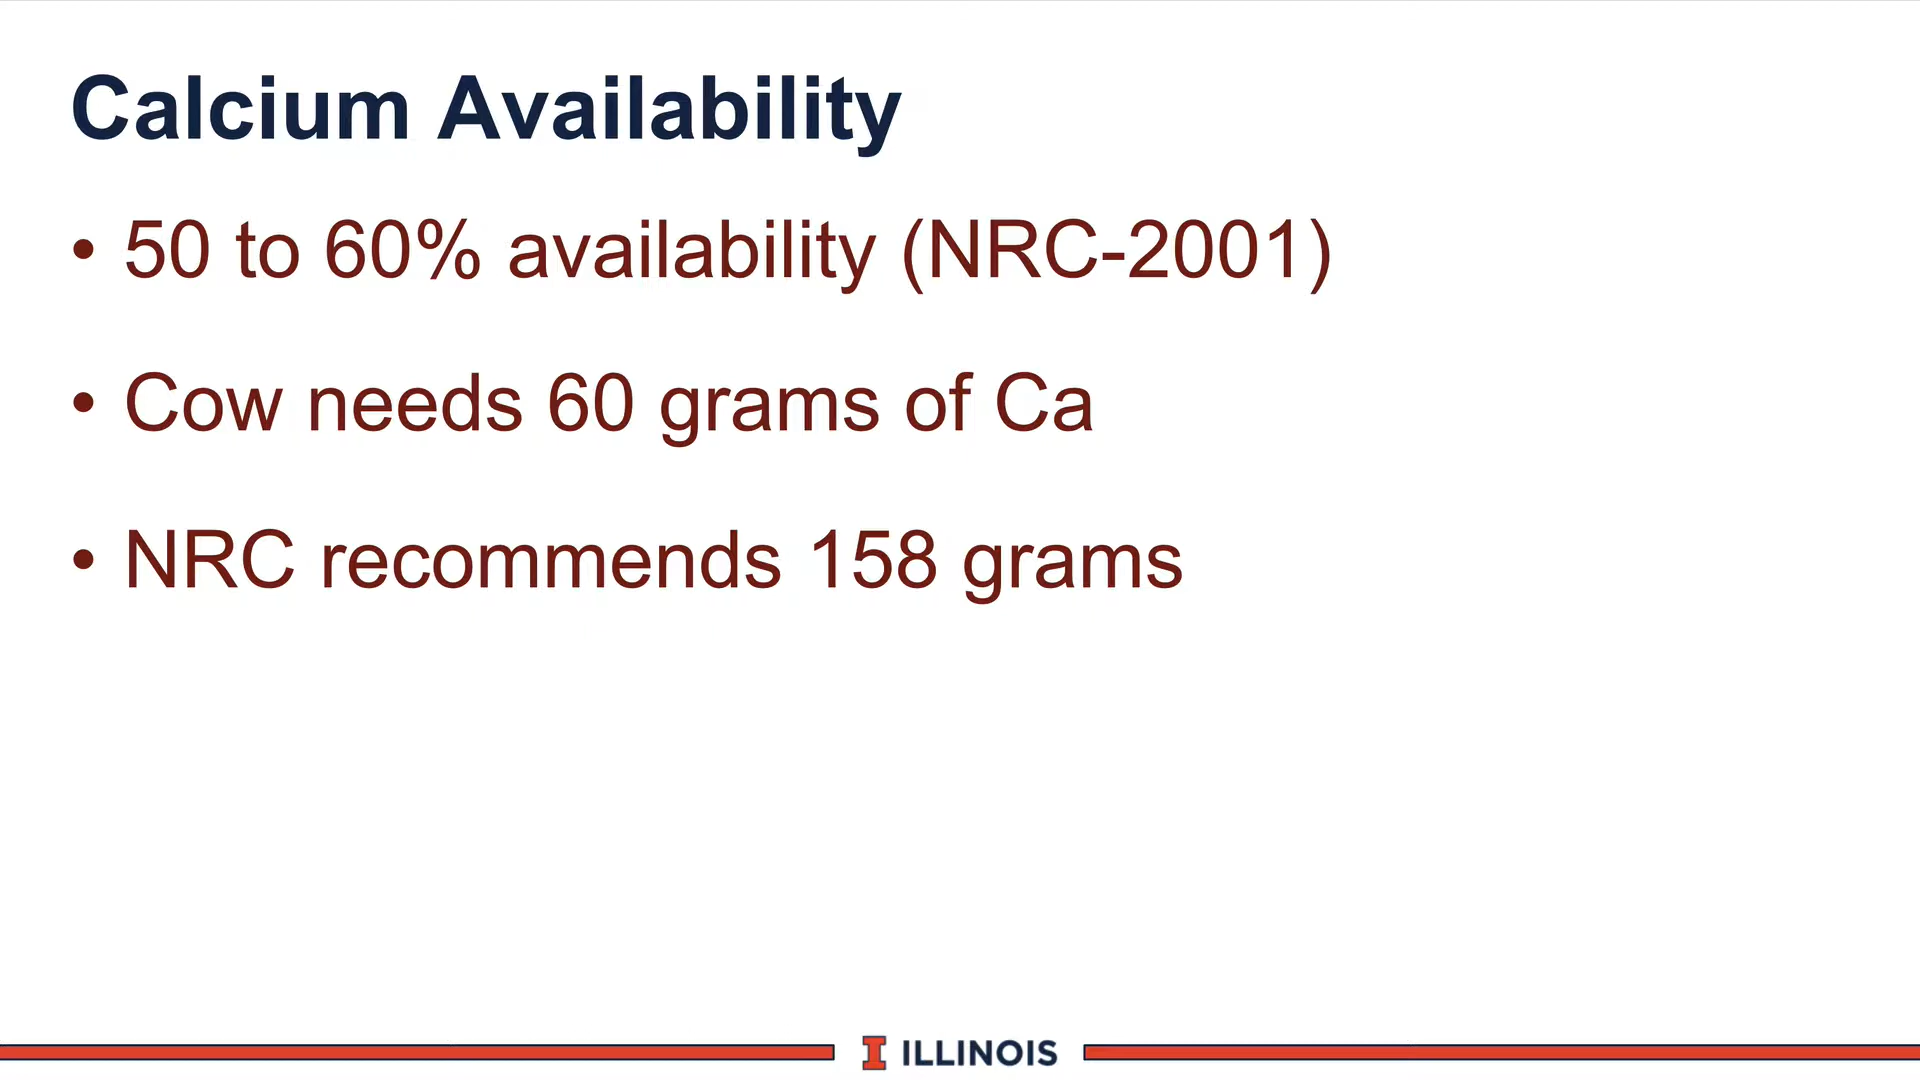 Calcium Availability
• 50 to 60% availability (NRC-2001)
• Cow needs 60 grams of Ca
• NRC recommends 158 grams
I ILLINOIS